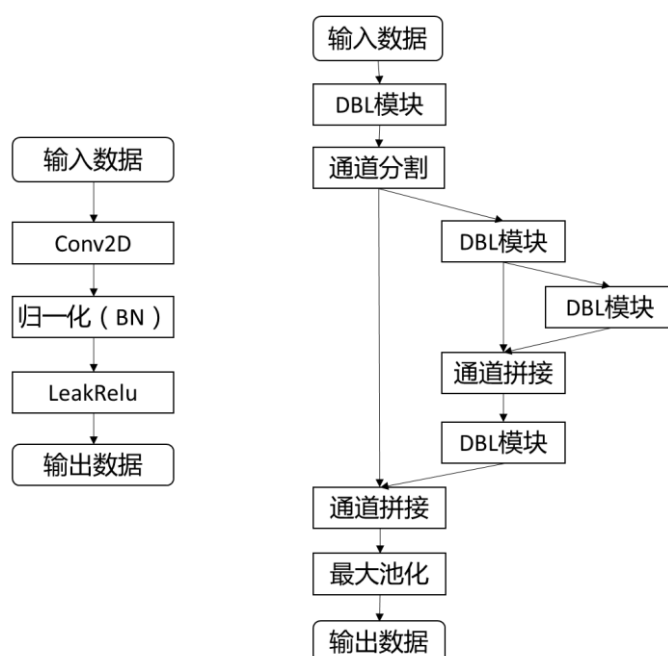 输入数据
Conv2D
归一化（BN）
LeakRelu
输出数据
输入数据
DBL模块
通道分割
DBL模块
DBL模块
通道拼接
DBL模块
通道拼接
最大池化
输出数据